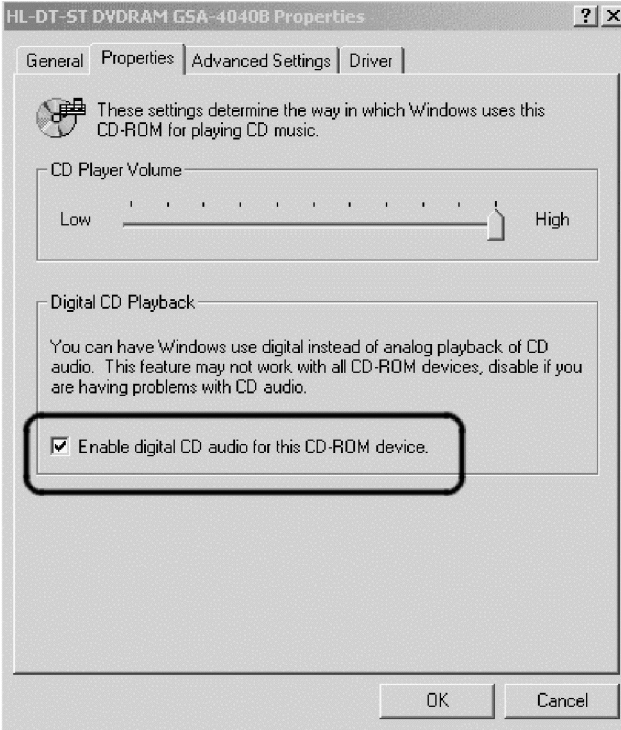 HL-DT-ST DVDRAM GSA-4040B Properties
General Properties Advanced Settings Driver
These settings determine the way in which Windows uses this
CD-ROM for playing CD music.
CD Player Volume
Low High
Digital CD Playback
You can have Windows use digital instead of analog playback of CD
audio. This feature may not work with all CD-ROM devices, disable if you
are having problems with CD audio.
Enable digital CD audio for this CD-ROM device.
OK Cancel